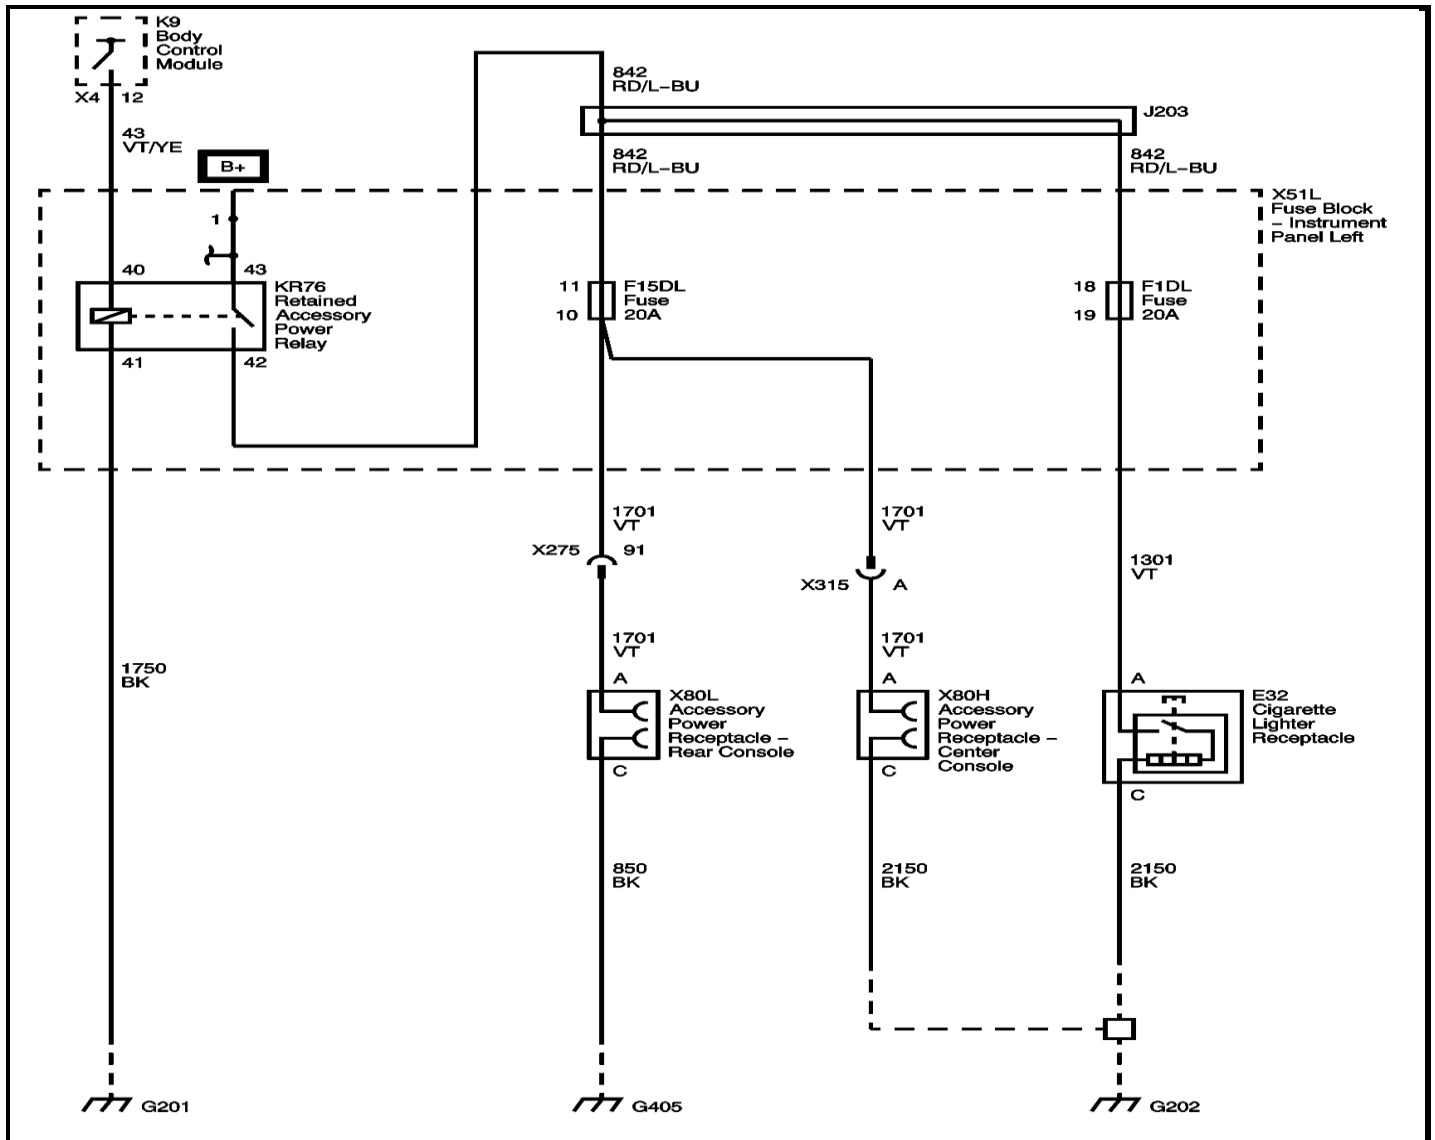 K9
Body
Control
Module
X4 12
43
VT/YE
B+
842
RD/L-BU
J203
842
RD/L-BU
842
RD/L-BU
X51L
Fuse Block
– Instrument
Panel Left
1
40 43
KR76
Retained
Accessory
Power
Relay
41 42
11 F15DL
Fuse
10 20A
18 F1DL
Fuse
19 20A
1701
VT
X275 91
1701
VT
X315 A
1301
VT
1701
VT
1701
VT
1750
BK
A
X80L
Accessory
Power
Receptacle –
Rear Console
C
A
X80H
Accessory
Power
Receptacle –
Center
Console
C
A
E32
Cigarette
Lighter
Receptacle
C
850
BK
2150
BK
2150
BK
G201
G405
G202